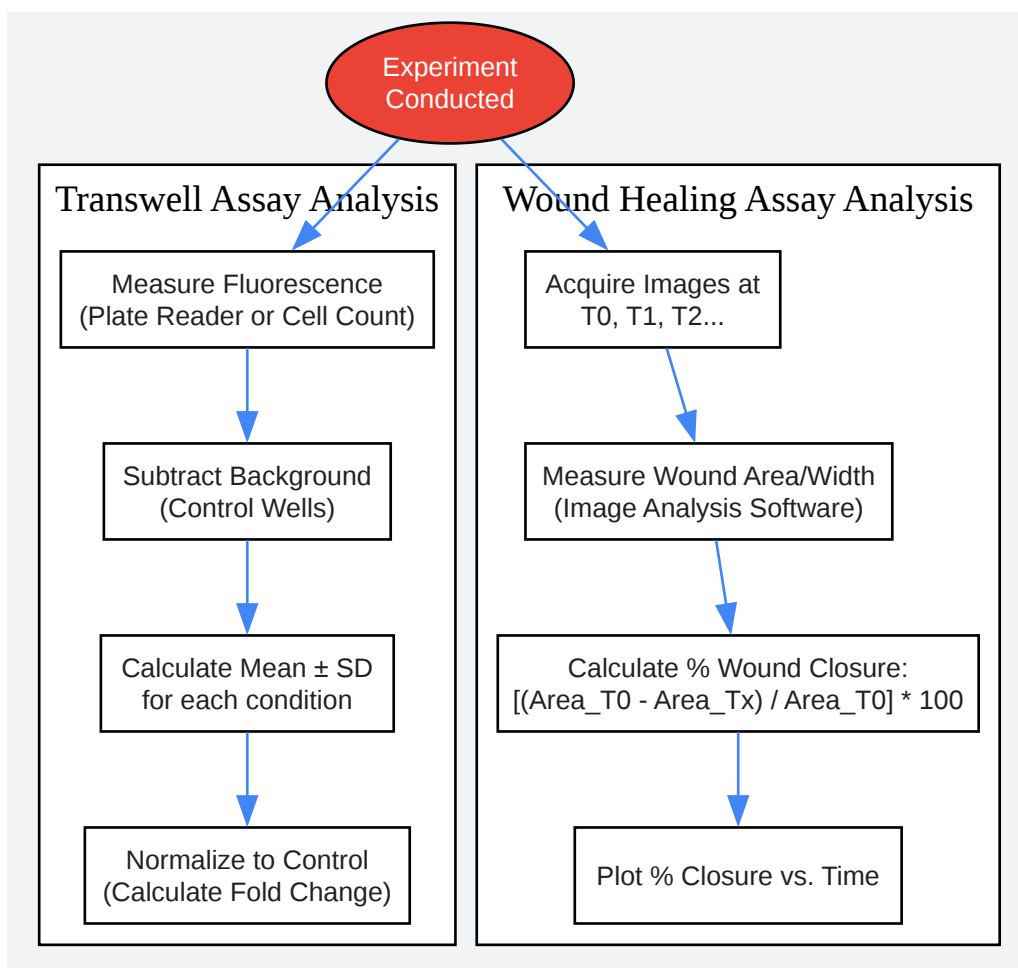 Experiment
Conducted
Transwell Assay Analysis
Measure Fluorescence
(Plate Reader or Cell Count)
Subtract Background
(Control Wells)
Calculate Mean ± SD
for each condition
Normalize to Control
(Calculate Fold Change)
Wound Healing Assay Analysis
Acquire Images at
T0, T1, T2...
Measure Wound Area/Width
(Image Analysis Software)
Calculate % Wound Closure:
[(Area_T0 - Area_Tx) / Area_T0] * 100
Plot % Closure vs. Time